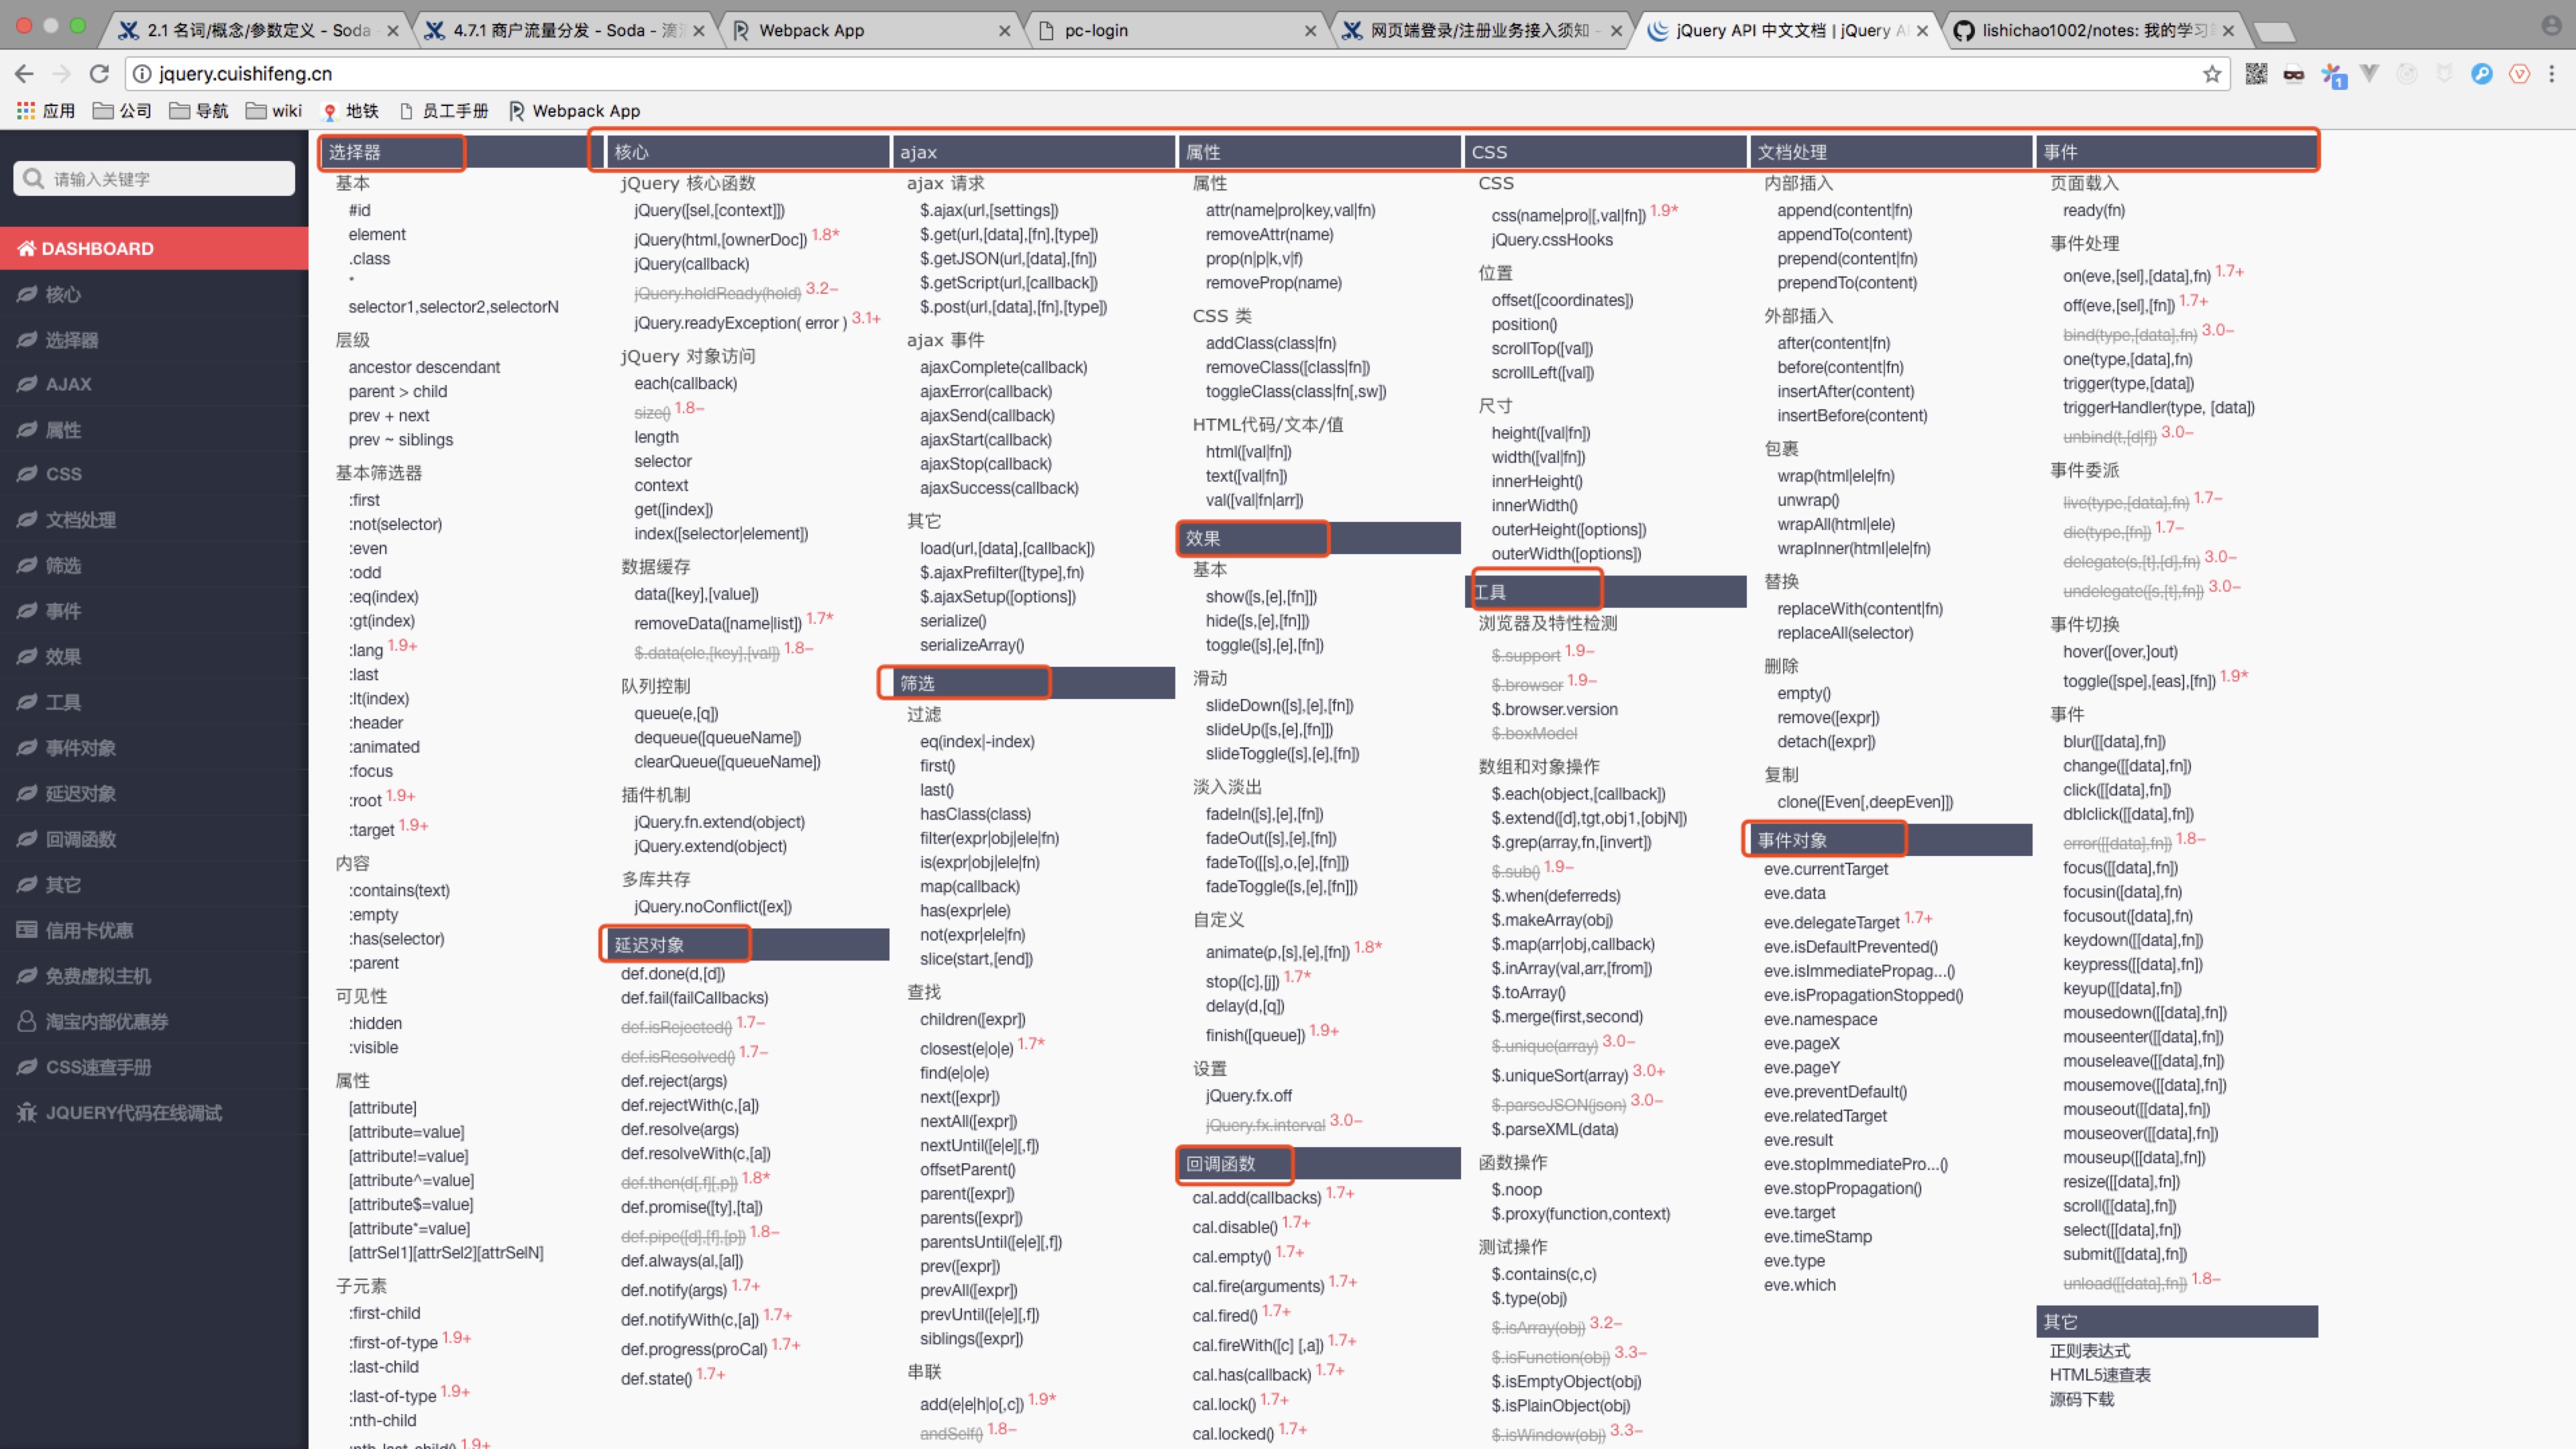 2.1 名词/概念/参数定义 - Soda
4.7.1 商户流量分发 - Soda - 滴
Webpack App
pc-login
网页端登录/注册业务接入须知 -
jQuery API 中文文档 | jQuery A
lishichao1002/notes: 我的学习
jquery.cuishifeng.cn
1
应用
公司
导航
wiki
地铁
员工手册
Webpack App
请输入关键字
DASHBOARD
核心
选择器
AJAX
属性
CSS
文档处理
筛选
事件
效果
工具
事件对象
延迟对象
回调函数
其它
信用卡优惠
免费虚拟主机
淘宝内部优惠券
CSS速查手册
JQUERY代码在线调试
选择器
基本
#id
element
.class
*
selector1,selector2,selectorN
层级
ancestor descendant
parent > child
prev + next
prev ~ siblings
基本筛选器
:first
:not(selector)
:even
:odd
:eq(index)
:gt(index)
:lang 1.9+
:last
:lt(index)
:header
:animated
:focus
:root 1.9+
:target 1.9+
内容
:contains(text)
:empty
:has(selector)
:parent
可见性
:hidden
:visible
属性
[attribute]
[attribute=value]
[attribute!=value]
[attribute^=value]
[attribute$=value]
[attribute*=value]
[attrSel1][attrSel2][attrSelN]
子元素
:first-child
:first-of-type 1.9+
:last-child
:last-of-type 1.9+
:nth-child
:nth-last-child() 1.9+
核心
jQuery 核心函数
jQuery([sel,[context]])
jQuery(html,[ownerDoc]) 1.8*
jQuery(callback)
jQuery.holdReady(hold) 3.2-
jQuery.readyException( error ) 3.1+
jQuery 对象访问
each(callback)
size() 1.8-
length
selector
context
get([index])
index([selector|element])
数据缓存
data([key],[value])
removeData([name|list]) 1.7*
$.data(ele,[key],[val]) 1.8-
队列控制
queue(e,[q])
dequeue([queueName])
clearQueue([queueName])
插件机制
jQuery.fn.extend(object)
jQuery.extend(object)
多库共存
jQuery.noConflict([ex])
延迟对象
def.done(d,[d])
def.fail(failCallbacks)
def.isRejected() 1.7-
def.isResolved() 1.7-
def.reject(args)
def.rejectWith(c,[a])
def.resolve(args)
def.resolveWith(c,[a])
def.then(d[,f][,p]) 1.8*
def.promise([ty],[ta])
def.pipe([d],[f],[p]) 1.8-
def.always(al,[al])
def.notify(args) 1.7+
def.notifyWith(c,[a]) 1.7+
def.progress(proCal) 1.7+
def.state() 1.7+
ajax
ajax 请求
$.ajax(url,[settings])
$.get(url,[data],[fn],[type])
$.getJSON(url,[data],[fn])
$.getScript(url,[callback])
$.post(url,[data],[fn],[type])
ajax 事件
ajaxComplete(callback)
ajaxError(callback)
ajaxSend(callback)
ajaxStart(callback)
ajaxStop(callback)
ajaxSuccess(callback)
其它
load(url,[data],[callback])
$.ajaxPrefilter([type],fn)
$.ajaxSetup([options])
serialize()
serializeArray()
筛选
过滤
eq(index|-index)
first()
last()
hasClass(class)
filter(expr|obj|ele|fn)
is(expr|obj|ele|fn)
map(callback)
has(expr|ele)
not(expr|ele|fn)
slice(start,[end])
查找
children([expr])
closest(e|o|e) 1.7*
find(e|o|e)
next([expr])
nextAll([expr])
nextUntil([e|e][,f])
offsetParent()
parent([expr])
parents([expr])
parentsUntil([e|e][,f])
prev([expr])
prevAll([expr])
prevUntil([e|e][,f])
siblings([expr])
串联
add(e|e|h|o[,c]) 1.9*
andSelf() 1.8-
属性
属性
attr(name|pro|key,val|fn)
removeAttr(name)
prop(n|p|k,v|f)
removeProp(name)
CSS 类
addClass(class|fn)
removeClass([class|fn])
toggleClass(class|fn[,sw])
HTML代码/文本/值
html([val|fn])
text([val|fn])
val([val|fn|arr])
效果
基本
show([s,[e],[fn]])
hide([s,[e],[fn]])
toggle([s],[e],[fn])
滑动
slideDown([s],[e],[fn])
slideUp([s,[e],[fn]])
slideToggle([s],[e],[fn])
淡入淡出
fadeIn([s],[e],[fn])
fadeOut([s],[e],[fn])
fadeTo([[s],o,[e],[fn]])
fadeToggle([s,[e],[fn]])
自定义
animate(p,[s],[e],[fn]) 1.8*
stop([c],[j]) 1.7*
delay(d,[q])
finish([queue]) 1.9+
设置
jQuery.fx.off
jQuery.fx.interval 3.0-
回调函数
cal.add(callbacks) 1.7+
cal.disable() 1.7+
cal.empty() 1.7+
cal.fire(arguments) 1.7+
cal.fired() 1.7+
cal.fireWith([c] [,a]) 1.7+
cal.has(callback) 1.7+
cal.lock() 1.7+
cal.locked() 1.7+
CSS
CSS
css(name|pro|[,val|fn]) 1.9*
jQuery.cssHooks
位置
offset([coordinates])
position()
scrollTop([val])
scrollLeft([val])
尺寸
height([val|fn])
width([val|fn])
innerHeight()
innerWidth()
outerHeight([options])
outerWidth([options])
工具
浏览器及特性检测
$.support 1.9-
$.browser 1.9-
$.browser.version
$.boxModel
数组和对象操作
$.each(object,[callback])
$.extend([d],tgt,obj1,[objN])
$.grep(array,fn,[invert])
$.sub() 1.9-
$.when(deferreds)
$.makeArray(obj)
$.map(arr|obj,callback)
$.inArray(val,arr,[from])
$.toArray()
$.merge(first,second)
$.unique(array) 3.0-
$.uniqueSort(array) 3.0+
$.parseJSON(json) 3.0-
$.parseXML(data)
函数操作
$.noop
$.proxy(function,context)
测试操作
$.contains(c,c)
$.type(obj)
$.isArray(obj) 3.2-
$.isFunction(obj) 3.3-
$.isEmptyObject(obj)
$.isPlainObject(obj)
$.isWindow(obj) 3.3-
文档处理
内部插入
append(content|fn)
appendTo(content)
prepend(content|fn)
prependTo(content)
外部插入
after(content|fn)
before(content|fn)
insertAfter(content)
insertBefore(content)
包裹
wrap(html|ele|fn)
unwrap()
wrapAll(html|ele)
wrapInner(html|ele|fn)
替换
replaceWith(content|fn)
replaceAll(selector)
删除
empty()
remove([expr])
detach([expr])
复制
clone([Even[,deepEven]])
事件对象
eve.currentTarget
eve.data
eve.delegateTarget 1.7+
eve.isDefaultPrevented()
eve.isImmediatePropag...()
eve.isPropagationStopped()
eve.namespace
eve.pageX
eve.pageY
eve.preventDefault()
eve.relatedTarget
eve.result
eve.stopImmediatePro...()
eve.stopPropagation()
eve.target
eve.timeStamp
eve.type
eve.which
事件
页面载入
ready(fn)
事件处理
on(eve,[sel],[data],fn) 1.7+
off(eve,[sel],[fn]) 1.7+
bind(type,[data],fn) 3.0-
one(type,[data],fn)
trigger(type,[data])
triggerHandler(type, [data])
unbind(t,[d|f]) 3.0-
事件委派
live(type,[data],fn) 1.7-
die(type,[fn]) 1.7-
delegate(s,[t],[d],fn) 3.0-
undelegate([s,[t],fn]) 3.0-
事件切换
hover([over,]out)
toggle([spe],[eas],[fn]) 1.9*
事件
blur([[data],fn])
change([[data],fn])
click([[data],fn])
dblclick([[data],fn])
error([[data],fn]) 1.8-
focus([[data],fn])
focusin([data],fn)
focusout([data],fn)
keydown([[data],fn])
keypress([[data],fn])
keyup([[data],fn])
mousedown([[data],fn])
mouseenter([[data],fn])
mouseleave([[data],fn])
mousemove([[data],fn])
mouseout([[data],fn])
mouseover([[data],fn])
mouseup([[data],fn])
resize([[data],fn])
scroll([[data],fn])
select([[data],fn])
submit([[data],fn])
unload([[data],fn]) 1.8-
其它
正则表达式
HTML5速查表
源码下载